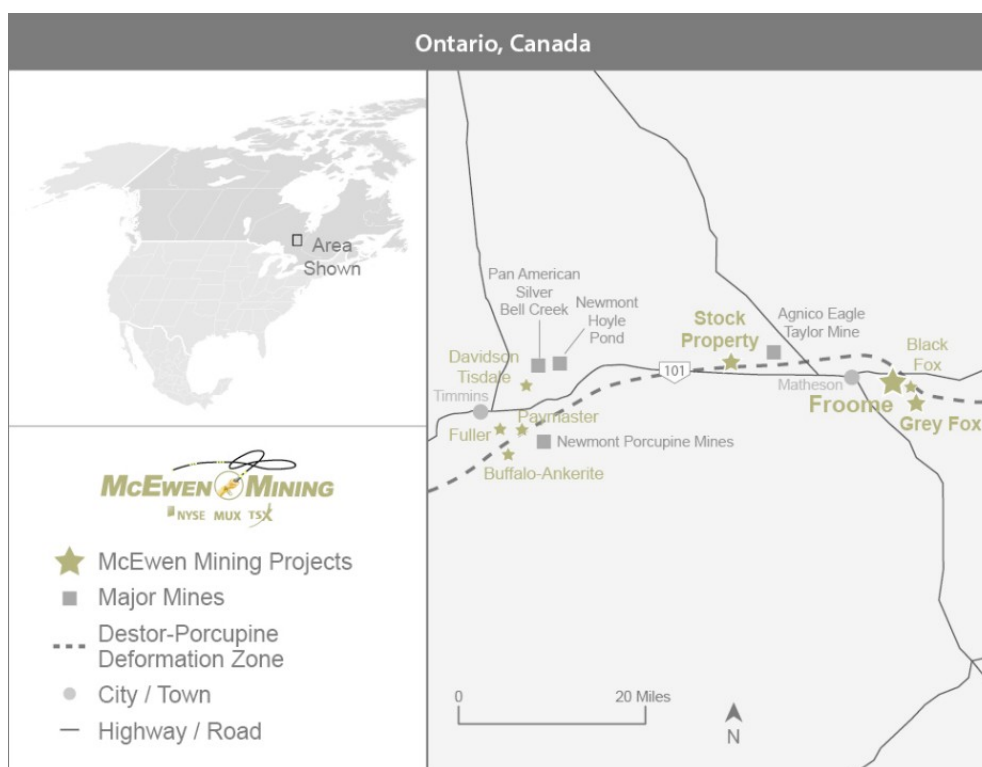 Ontario, Canada
Area
Shown
McEWEN MINING
NYSE MUX TSX
McEwen Mining Projects
Major Mines
Destor-Porcupine
Deformation Zone
City / Town
Highway / Road
Pan American
Silver
Bell Creek
Newmont
Hoyle
Pond
Davidson
Tisdale
Timmins
Fuller
Paymaster
Newmont Porcupine Mines
Buffalo-Ankerite
101
Stock
Property
Agnico Eagle
Taylor Mine
Matheson
Black
Fox
Froome
Grey Fox
0 20 Miles
N